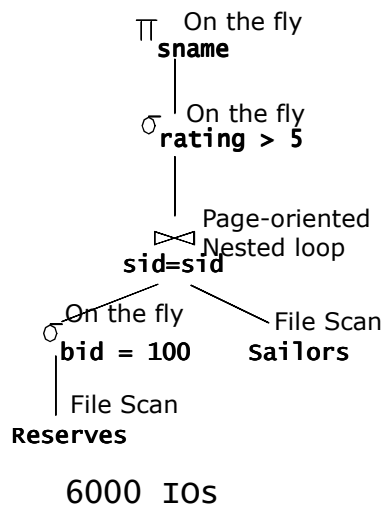 π On the fly
sname
σ On the fly
rating > 5
⋈ Page-oriented
Nested loop
sid=sid
σ On the fly
File Scan
bid = 100
Sailors
File Scan
Reserves
6000 IOs